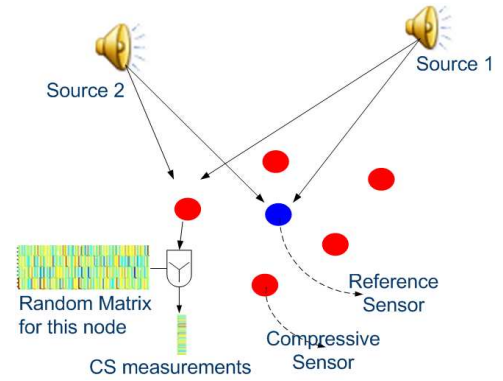 Source 1
Source 2
Reference
Sensor
Random Matrix
for this node
Compressive
Sensor
CS measurements